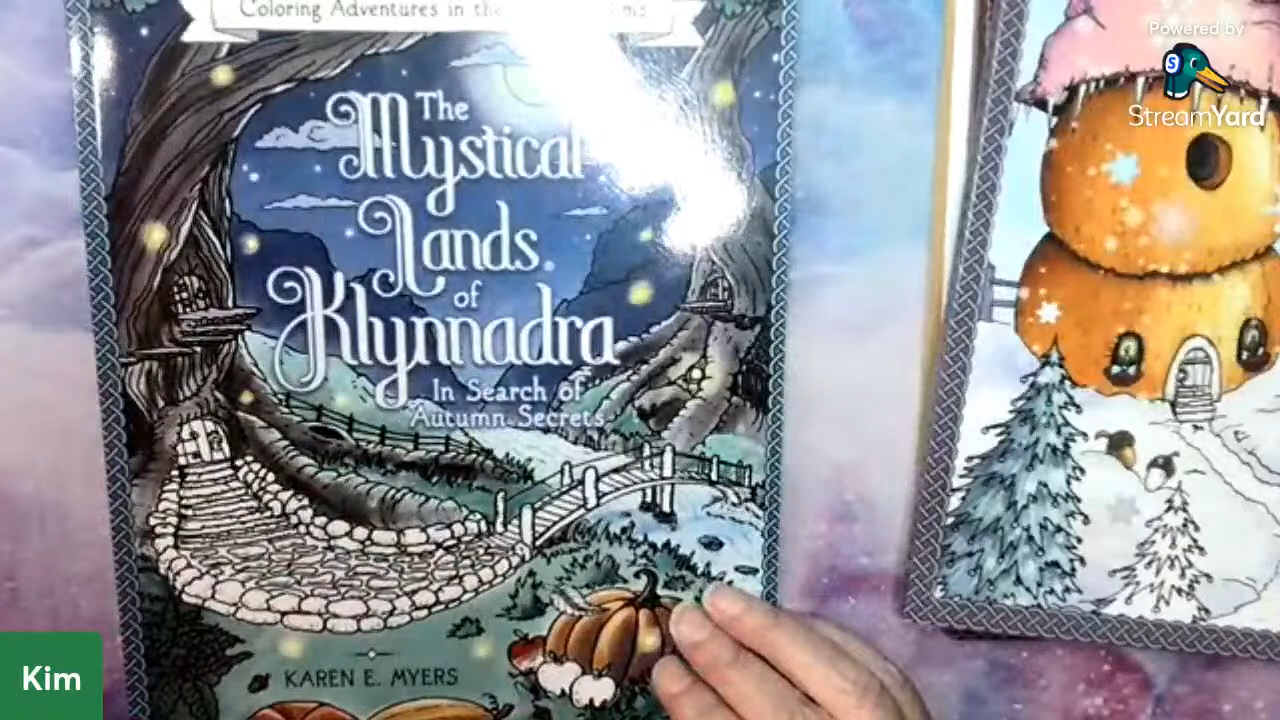 Coloring Adventures in the
The
Mystical
Lands
of
Klynnadra
In Search of
Autumn Secrets
KAREN E. MYERS
Kim
Powered by
StreamYard